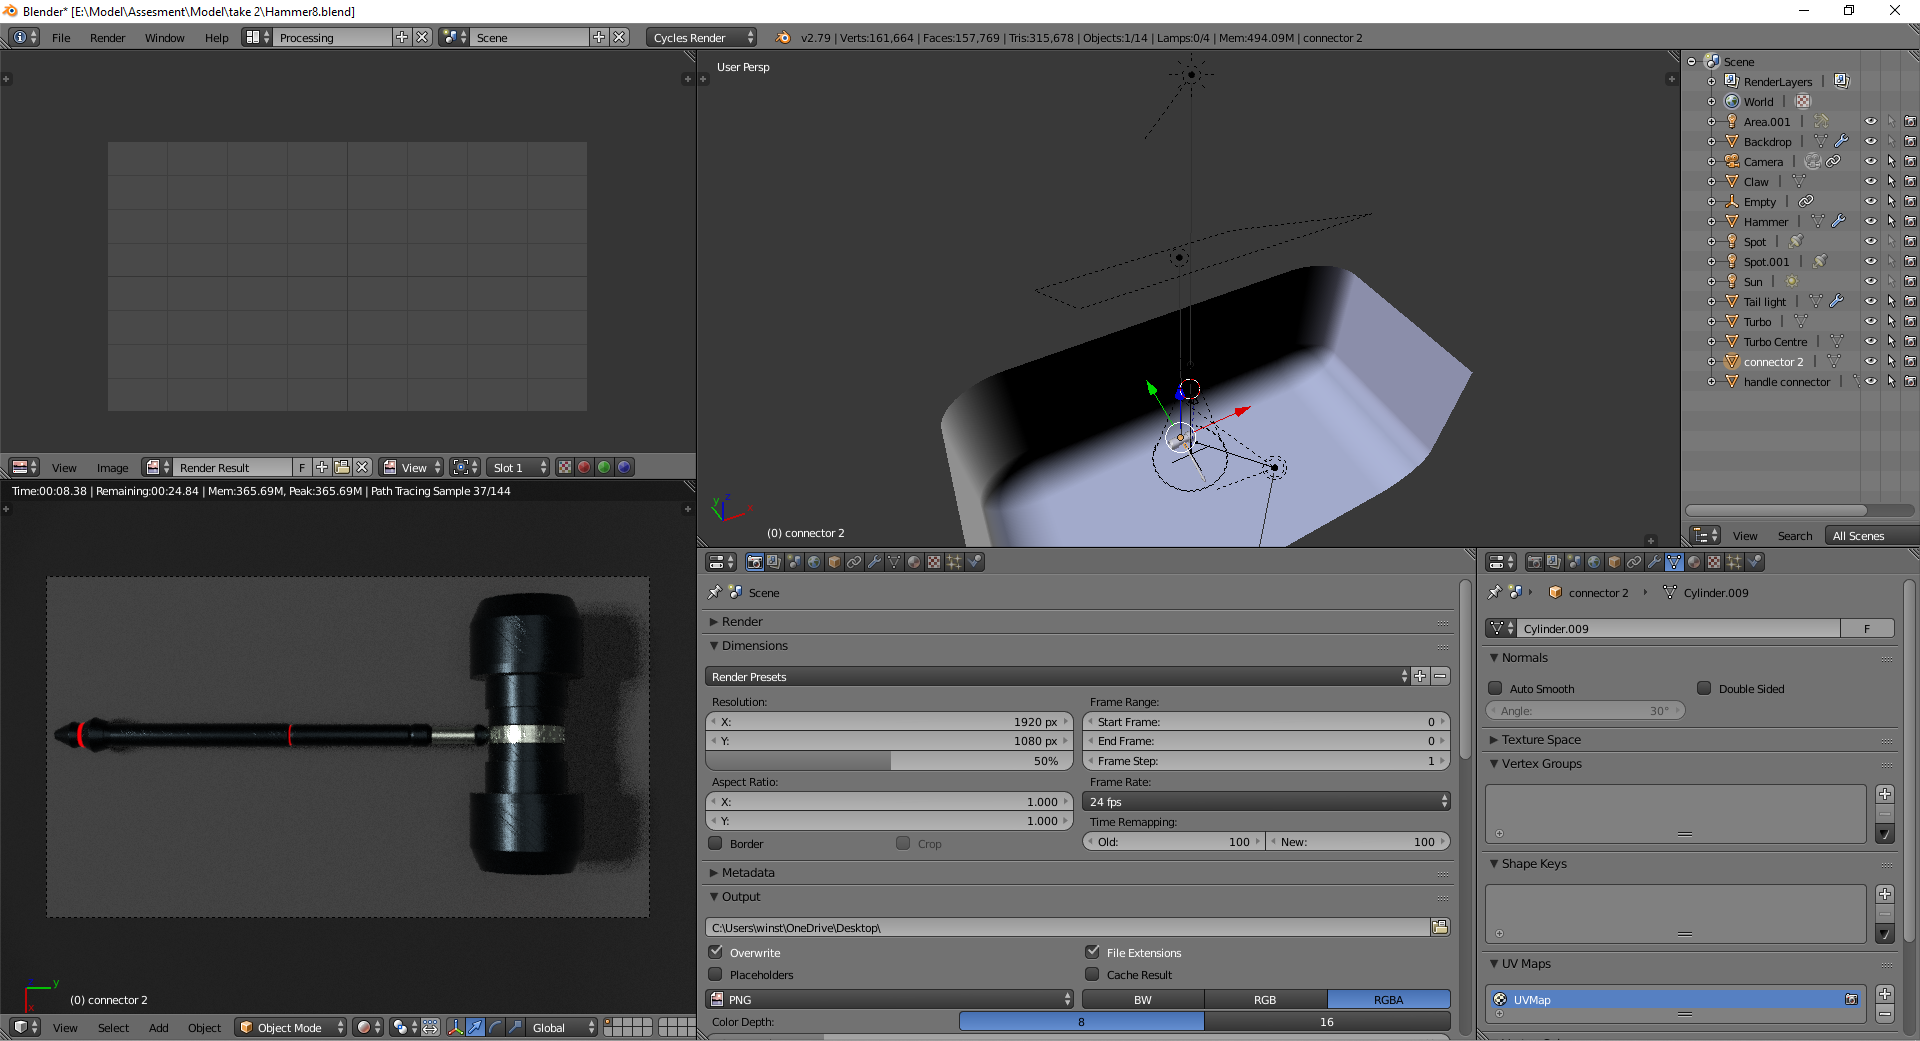 Blender* [E:\Model\Assesment\Model\take 2\Hammer8.blend]
File Render Window Help Processing Scene Cycles Render v2.79 | Verts:161,664 | Faces:157,769 | Tris:315,678 | Objects:1/14 | Lamps:0/4 | Mem:494.09M | connector 2
View Image Render Result F View Slot 1
Time:00:08.38 | Remaining:00:24.84 | Mem:365.69M, Peak:365.69M | Path Tracing Sample 37/144
y
x
(0) connector 2
View Select Add Object Object Mode Global
User Persp
y z x
(0) connector 2
Scene
RenderLayers |
World |
Area.001 |
Backdrop |
Camera |
Claw |
Empty |
Hammer |
Spot |
Spot.001 |
Sun |
Tail light |
Turbo |
Turbo Centre |
connector 2 |
handle connector |
View Search All Scenes
Scene
Render
Dimensions
Render Presets
Resolution:
X: 1920 px
Y: 1080 px
50%
Aspect Ratio:
X: 1.000
Y: 1.000
Border Crop
Frame Range:
Start Frame: 0
End Frame: 0
Frame Step: 1
Frame Rate:
24 fps
Time Remapping:
Old: 100 New: 100
Metadata
Output
C:\Users\winst\OneDrive\Desktop\
Overwrite File Extensions
Placeholders Cache Result
PNG BW RGB RGBA
Color Depth: 8 16
connector 2 Cylinder.009
Cylinder.009 F
Normals
Auto Smooth Double Sided
Angle: 30°
Texture Space
Vertex Groups
Shape Keys
UV Maps
UVMap